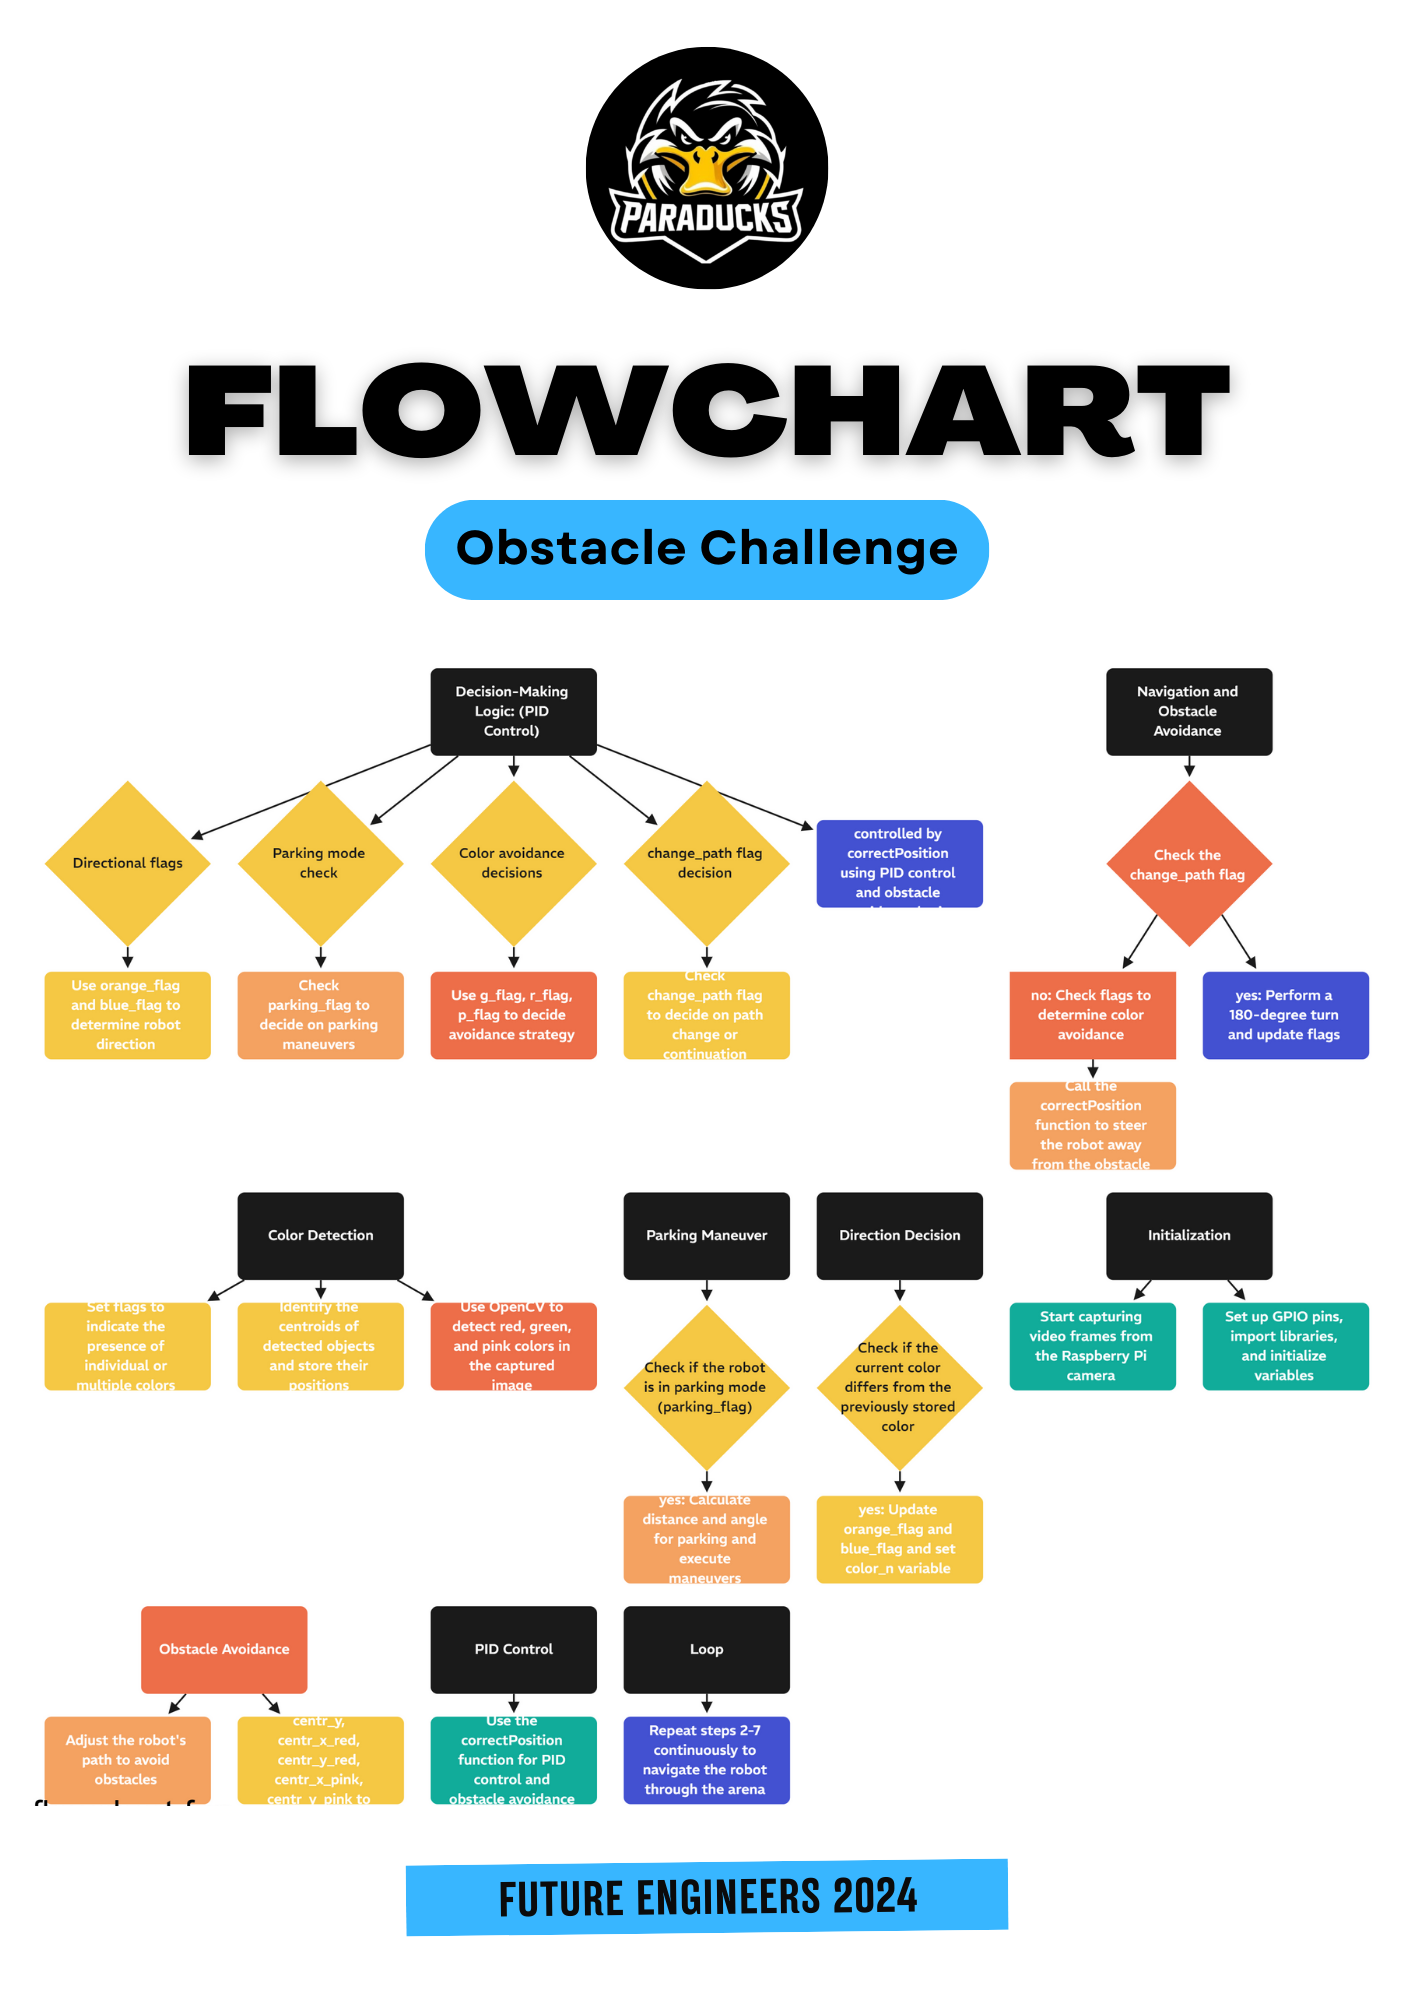 PARADUCKS
FLOWCHART
Obstacle Challenge
Decision-Making
Logic: (PID
Control)
Directional flags
Parking mode
check
Color avoidance
decisions
change_path flag
decision
controlled by
correctPosition
using PID control
and obstacle
Use orange_flag
and blue_flag to
determine robot
direction
Check
parking_flag to
decide on parking
maneuvers
Use g_flag, r_flag,
p_flag to decide
avoidance strategy
Check
change_path flag
to decide on path
change or
continuation
Navigation and
Obstacle
Avoidance
Check the
change_path flag
no: Check flags to
determine color
avoidance
yes: Perform a
180-degree turn
and update flags
Call the
correctPosition
function to steer
the robot away
from the obstacle
Color Detection
Set flags to
indicate the
presence of
individual or
multiple colors
Identify the
centroids of
detected objects
and store their
positions
Use OpenCV to
detect red, green,
and pink colors in
the captured
image
Parking Maneuver
Check if the robot
is in parking mode
(parking_flag)
yes: Calculate
distance and angle
for parking and
execute
maneuvers
Direction Decision
Check if the
current color
differs from the
previously stored
color
yes: Update
orange_flag and
blue_flag and set
color_n variable
Initialization
Start capturing
video frames from
the Raspberry Pi
camera
Set up GPIO pins,
import libraries,
and initialize
variables
Obstacle Avoidance
Adjust the robot's
path to avoid
obstacles
centr_y,
centr_x_red,
centr_y_red,
centr_x_pink,
centr_y_pink to
PID Control
Use the
correctPosition
function for PID
control and
obstacle avoidance
Loop
Repeat steps 2-7
continuously to
navigate the robot
through the arena
FUTURE ENGINEERS 2024